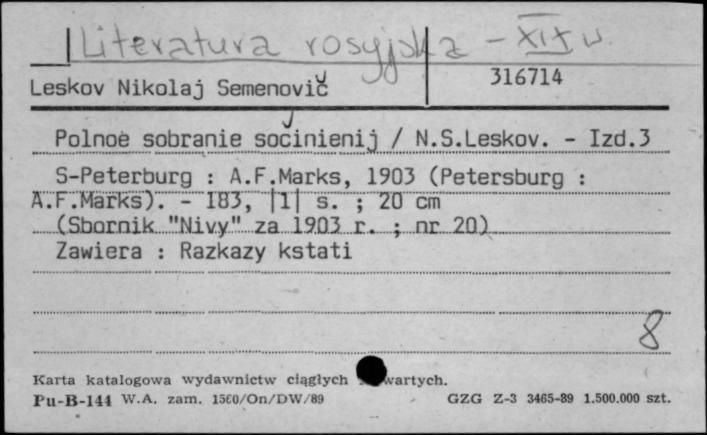 Literatura rosyjska - XIX w.
Leskov Nikolaj Semenovič 316714
Polnoe sobranie sočinienij / N.S.Leskov. - Izd.3
S-Peterburg : A.F.Marks, 1903 (Petersburg :
A.F.Marks). - 183, |1| s. ; 20 cm
(Sbornik "Nivy" za 1903 r. ; nr 20)
Zawiera : Razkazy kstati
8
Karta katalogowa wydawnictw ciągłych wartych.
Pu-B-144 W.A. zam. 1560/On/DW/89 GZG Z-3 3465-89 1.500.000 szt.